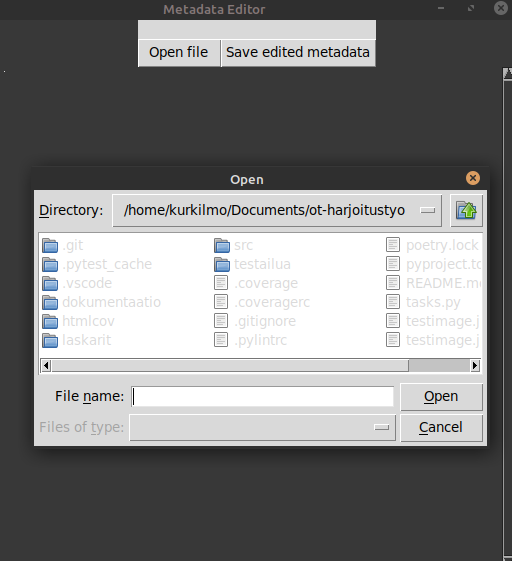 Metadata Editor
Open file Save edited metadata
Open
Directory: /home/kurkilmo/Documents/ot-harjoitustyo
.git src poetry.lock
.pytest_cache testailua pyproject.to
.vscode .coverage README.m
dokumentaatio .coveragerc tasks.py
htmlcov .gitignore testimage.j
laskarit .pylintrc testimage.j
File name: Open
Files of type: Cancel